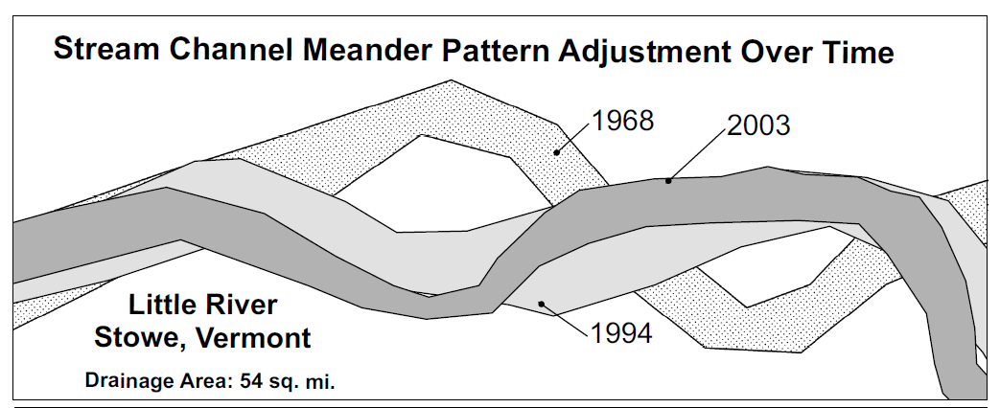 Stream Channel Meander Pattern Adjustment Over Time
1968
2003
1994
Little River
Stowe, Vermont
Drainage Area: 54 sq. mi.